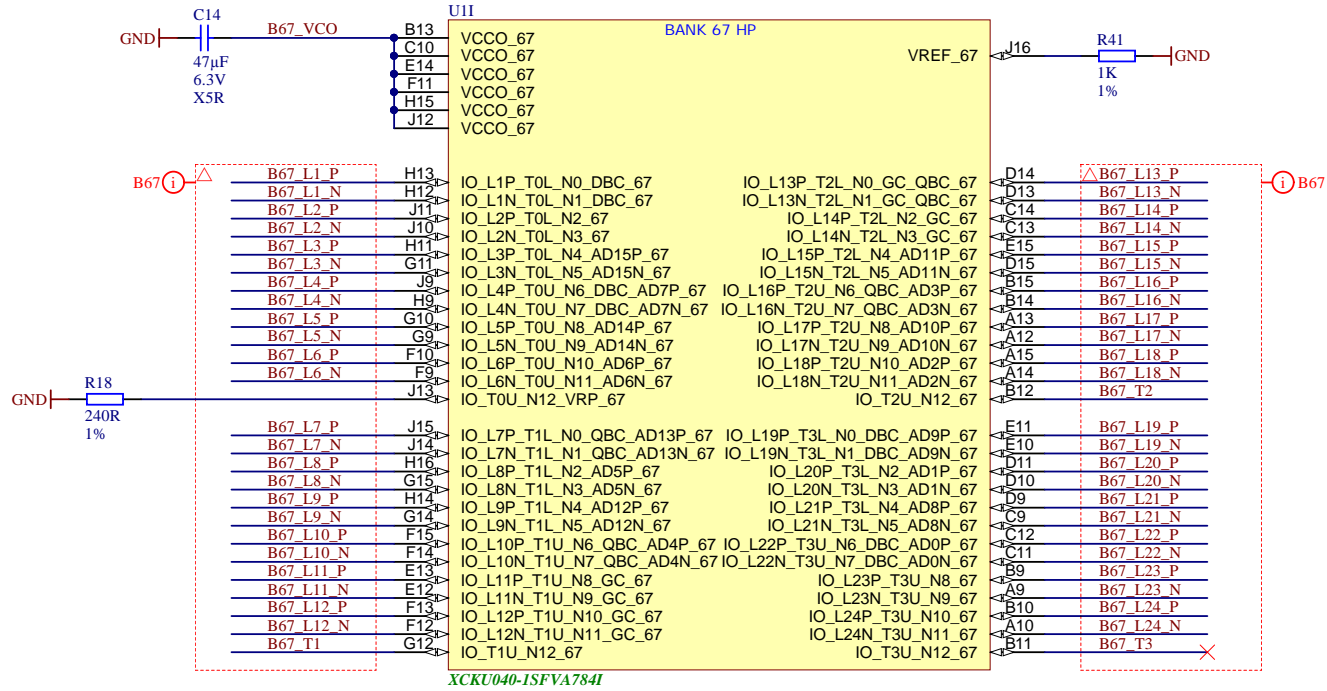 U1I
BANK 67 HP
C14
GND
47µF
6.3V
X5R
B67_VCO
B13 VCCO_67
C10 VCCO_67
E14 VCCO_67
F11 VCCO_67
H15 VCCO_67
J12 VCCO_67
VREF_67 J16
R41
1K
1%
GND
B67 i
i B67
B67_L1_P H13 IO_L1P_T0L_N0_DBC_67 IO_L13P_T2L_N0_GC_QBC_67 D14 B67_L13_P
B67_L1_N H12 IO_L1N_T0L_N1_DBC_67 IO_L13N_T2L_N1_GC_QBC_67 D13 B67_L13_N
B67_L2_P J11 IO_L2P_T0L_N2_67 IO_L14P_T2L_N2_GC_67 C14 B67_L14_P
B67_L2_N J10 IO_L2N_T0L_N3_67 IO_L14N_T2L_N3_GC_67 C13 B67_L14_N
B67_L3_P H11 IO_L3P_T0L_N4_AD15P_67 IO_L15P_T2L_N4_AD11P_67 E15 B67_L15_P
B67_L3_N G11 IO_L3N_T0L_N5_AD15N_67 IO_L15N_T2L_N5_AD11N_67 D15 B67_L15_N
B67_L4_P J9 IO_L4P_T0U_N6_DBC_AD7P_67 IO_L16P_T2U_N6_QBC_AD3P_67 B15 B67_L16_P
B67_L4_N H9 IO_L4N_T0U_N7_DBC_AD7N_67 IO_L16N_T2U_N7_QBC_AD3N_67 B14 B67_L16_N
B67_L5_P G10 IO_L5P_T0U_N8_AD14P_67 IO_L17P_T2U_N8_AD10P_67 A13 B67_L17_P
B67_L5_N G9 IO_L5N_T0U_N9_AD14N_67 IO_L17N_T2U_N9_AD10N_67 A12 B67_L17_N
B67_L6_P F10 IO_L6P_T0U_N10_AD6P_67 IO_L18P_T2U_N10_AD2P_67 A15 B67_L18_P
B67_L6_N F9 IO_L6N_T0U_N11_AD6N_67 IO_L18N_T2U_N11_AD2N_67 A14 B67_L18_N
R18
GND
240R
1%
J13 IO_T0U_N12_VRP_67 IO_T2U_N12_67 B12 B67_T2
B67_L7_P J15 IO_L7P_T1L_N0_QBC_AD13P_67 IO_L19P_T3L_N0_DBC_AD9P_67 E11 B67_L19_P
B67_L7_N J14 IO_L7N_T1L_N1_QBC_AD13N_67 IO_L19N_T3L_N1_DBC_AD9N_67 E10 B67_L19_N
B67_L8_P H16 IO_L8P_T1L_N2_AD5P_67 IO_L20P_T3L_N2_AD1P_67 D11 B67_L20_P
B67_L8_N G15 IO_L8N_T1L_N3_AD5N_67 IO_L20N_T3L_N3_AD1N_67 D10 B67_L20_N
B67_L9_P H14 IO_L9P_T1L_N4_AD12P_67 IO_L21P_T3L_N4_AD8P_67 D9 B67_L21_P
B67_L9_N G14 IO_L9N_T1L_N5_AD12N_67 IO_L21N_T3L_N5_AD8N_67 C9 B67_L21_N
B67_L10_P F15 IO_L10P_T1U_N6_QBC_AD4P_67 IO_L22P_T3U_N6_DBC_AD0P_67 C12 B67_L22_P
B67_L10_N F14 IO_L10N_T1U_N7_QBC_AD4N_67 IO_L22N_T3U_N7_DBC_AD0N_67 C11 B67_L22_N
B67_L11_P E13 IO_L11P_T1U_N8_GC_67 IO_L23P_T3U_N8_67 B9 B67_L23_P
B67_L11_N E12 IO_L11N_T1U_N9_GC_67 IO_L23N_T3U_N9_67 A9 B67_L23_N
B67_L12_P F13 IO_L12P_T1U_N10_GC_67 IO_L24P_T3U_N10_67 B10 B67_L24_P
B67_L12_N F12 IO_L12N_T1U_N11_GC_67 IO_L24N_T3U_N11_67 A10 B67_L24_N
B67_T1 G12 IO_T1U_N12_67 IO_T3U_N12_67 B11 B67_T3
XCKU040-1SFVA784I